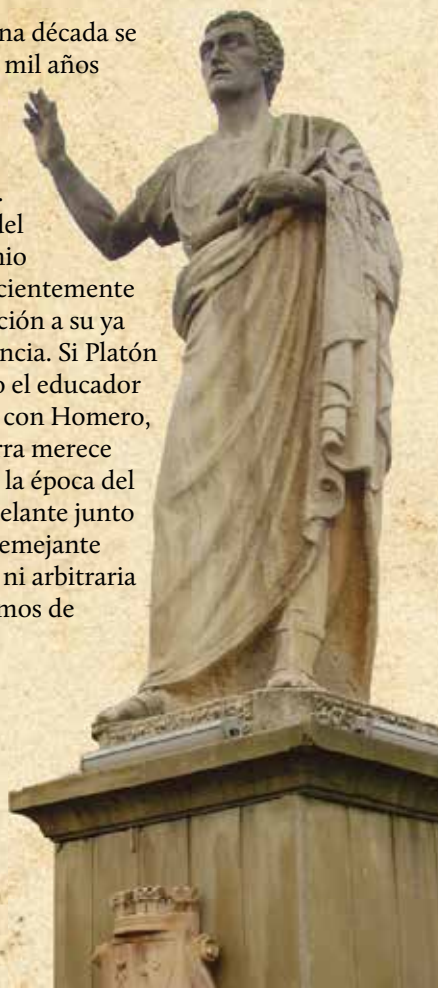 na década se
mil años
.
lel
nio
cientemente
ción a su ya
ncia. Si Platón
o el educador
con Homero,
rra merece
la época del
elante junto
emejante
ni arbitraria
mos de